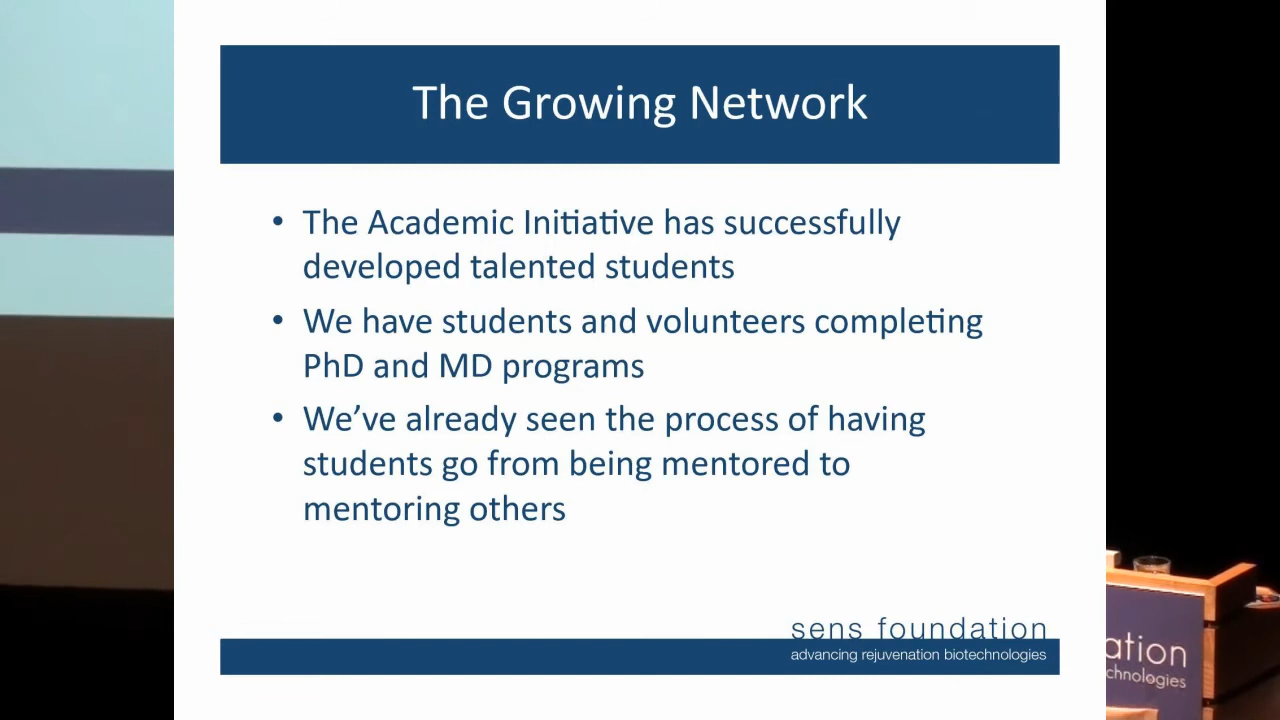 The Growing Network
• The Academic Initiative has successfully
developed talented students
• We have students and volunteers completing
PhD and MD programs
• We’ve already seen the process of having
students go from being mentored to
mentoring others
sens foundation
advancing rejuvenation biotechnologies
ation
chnologies